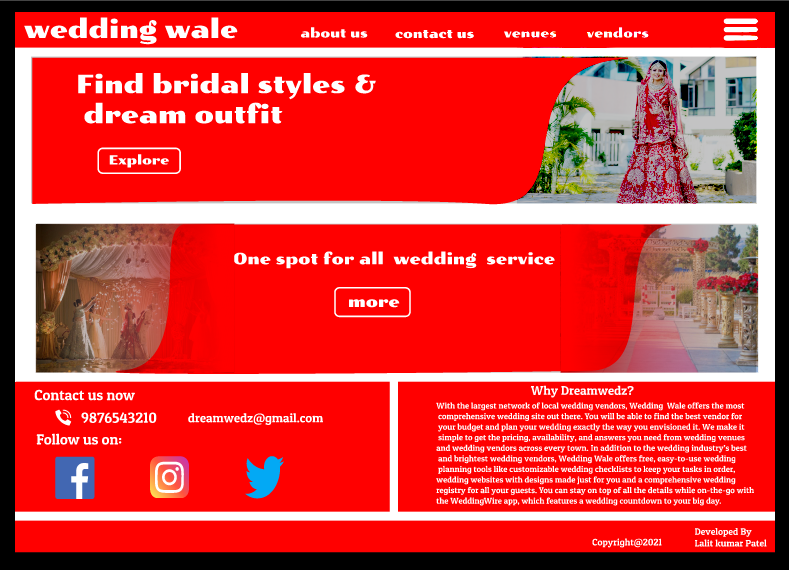 wedding wale
about us contact us venues vendors
Find bridal styles &
dream outfit
Explore
One spot for all wedding service
more
Contact us now
9876543210 dreamwedz@gmail.com
Follow us on:
Why Dreamwedz?
With the largest network of local wedding vendors, Wedding Wale offers the most
comprehensive wedding site out there. You will be able to find the best vendor for
your budget and plan your wedding exactly the way you envisioned it. We make it
simple to get the pricing, availability, and answers you need from wedding venues
and wedding vendors across every town. In addition to the wedding industry's best
and brightest wedding vendors, Wedding Wale offers free, easy-to-use wedding
planning tools like customizable wedding checklists to keep your tasks in order,
wedding websites with designs made just for you and a comprehensive wedding
registry for all your guests. You can stay on top of all the details while on-the-go with
the WeddingWire app, which features a wedding countdown to your big day.
Copyright@2021
Developed By
Lalit kumar Patel